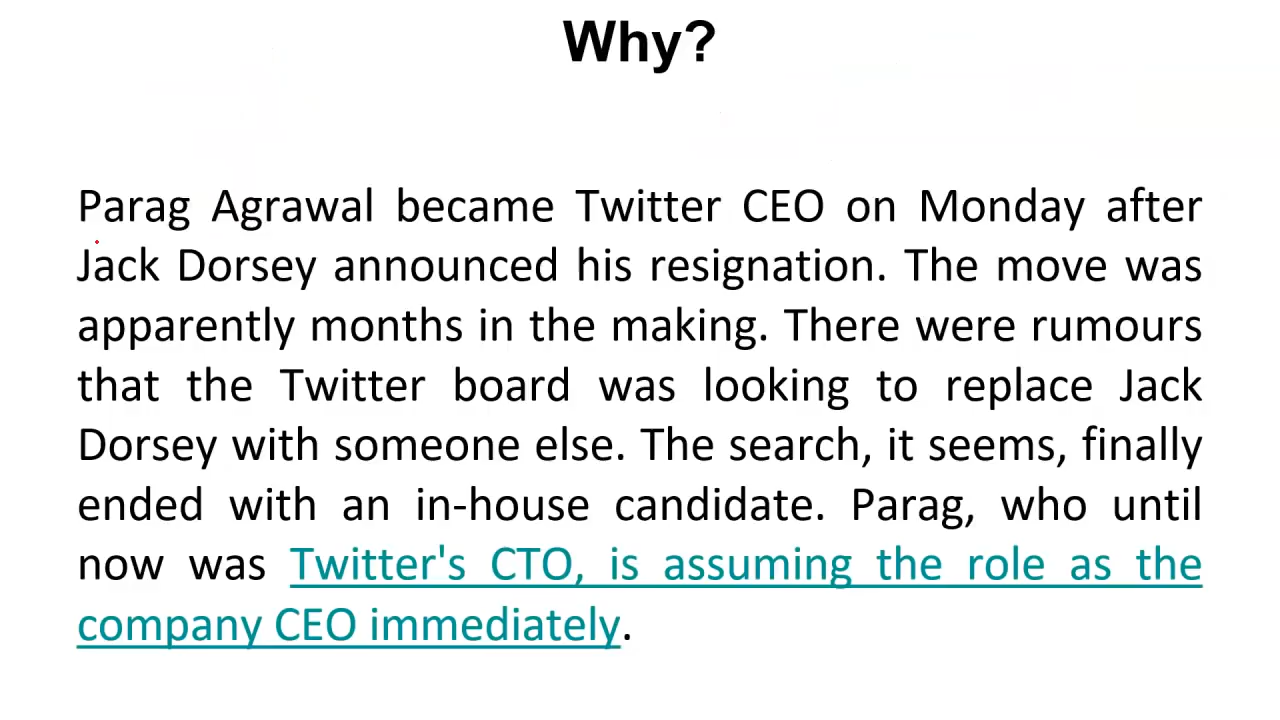 Why?
Parag Agrawal became Twitter CEO on Monday after
Jack Dorsey announced his resignation. The move was
apparently months in the making. There were rumours
that the Twitter board was looking to replace Jack
Dorsey with someone else. The search, it seems, finally
ended with an in-house candidate. Parag, who until
now was Twitter's CTO, is assuming the role as the
company CEO immediately.